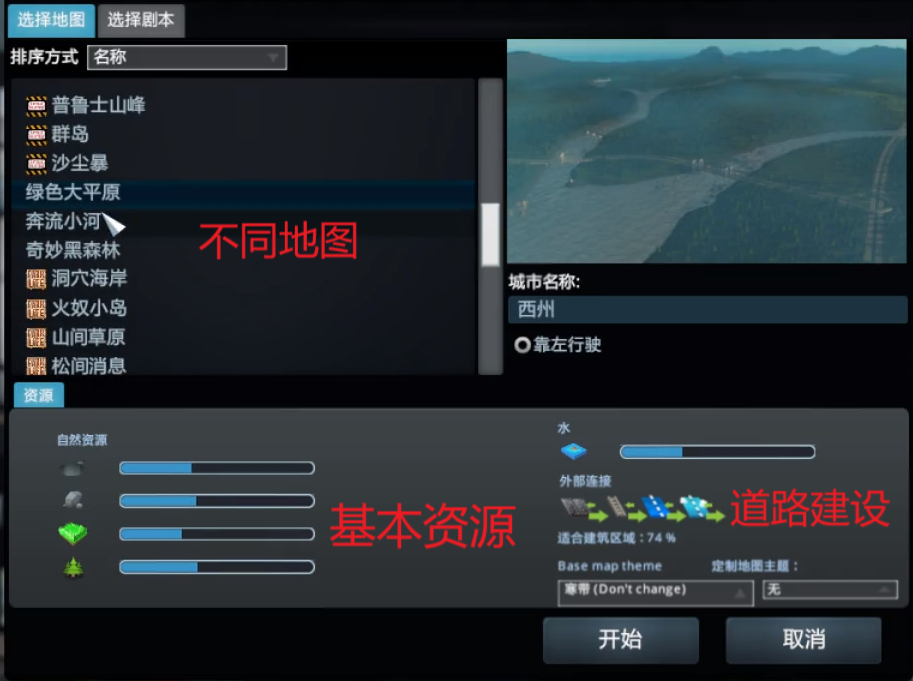 选择地图 选择剧本
排序方式 名称
普鲁士山峰
群岛
沙尘暴
绿色大平原
奔流小河
奇妙黑森林
洞穴海岸
火奴小岛
山间草原
松间消息
不同地图
城市名称:
西州
靠左行驶
资源
自然资源
基本资源
水
外部连接
道路建设
适合建筑区域:74 %
Base map theme 定制地图主题：
寒带 (Don't change) 无
开始 取消